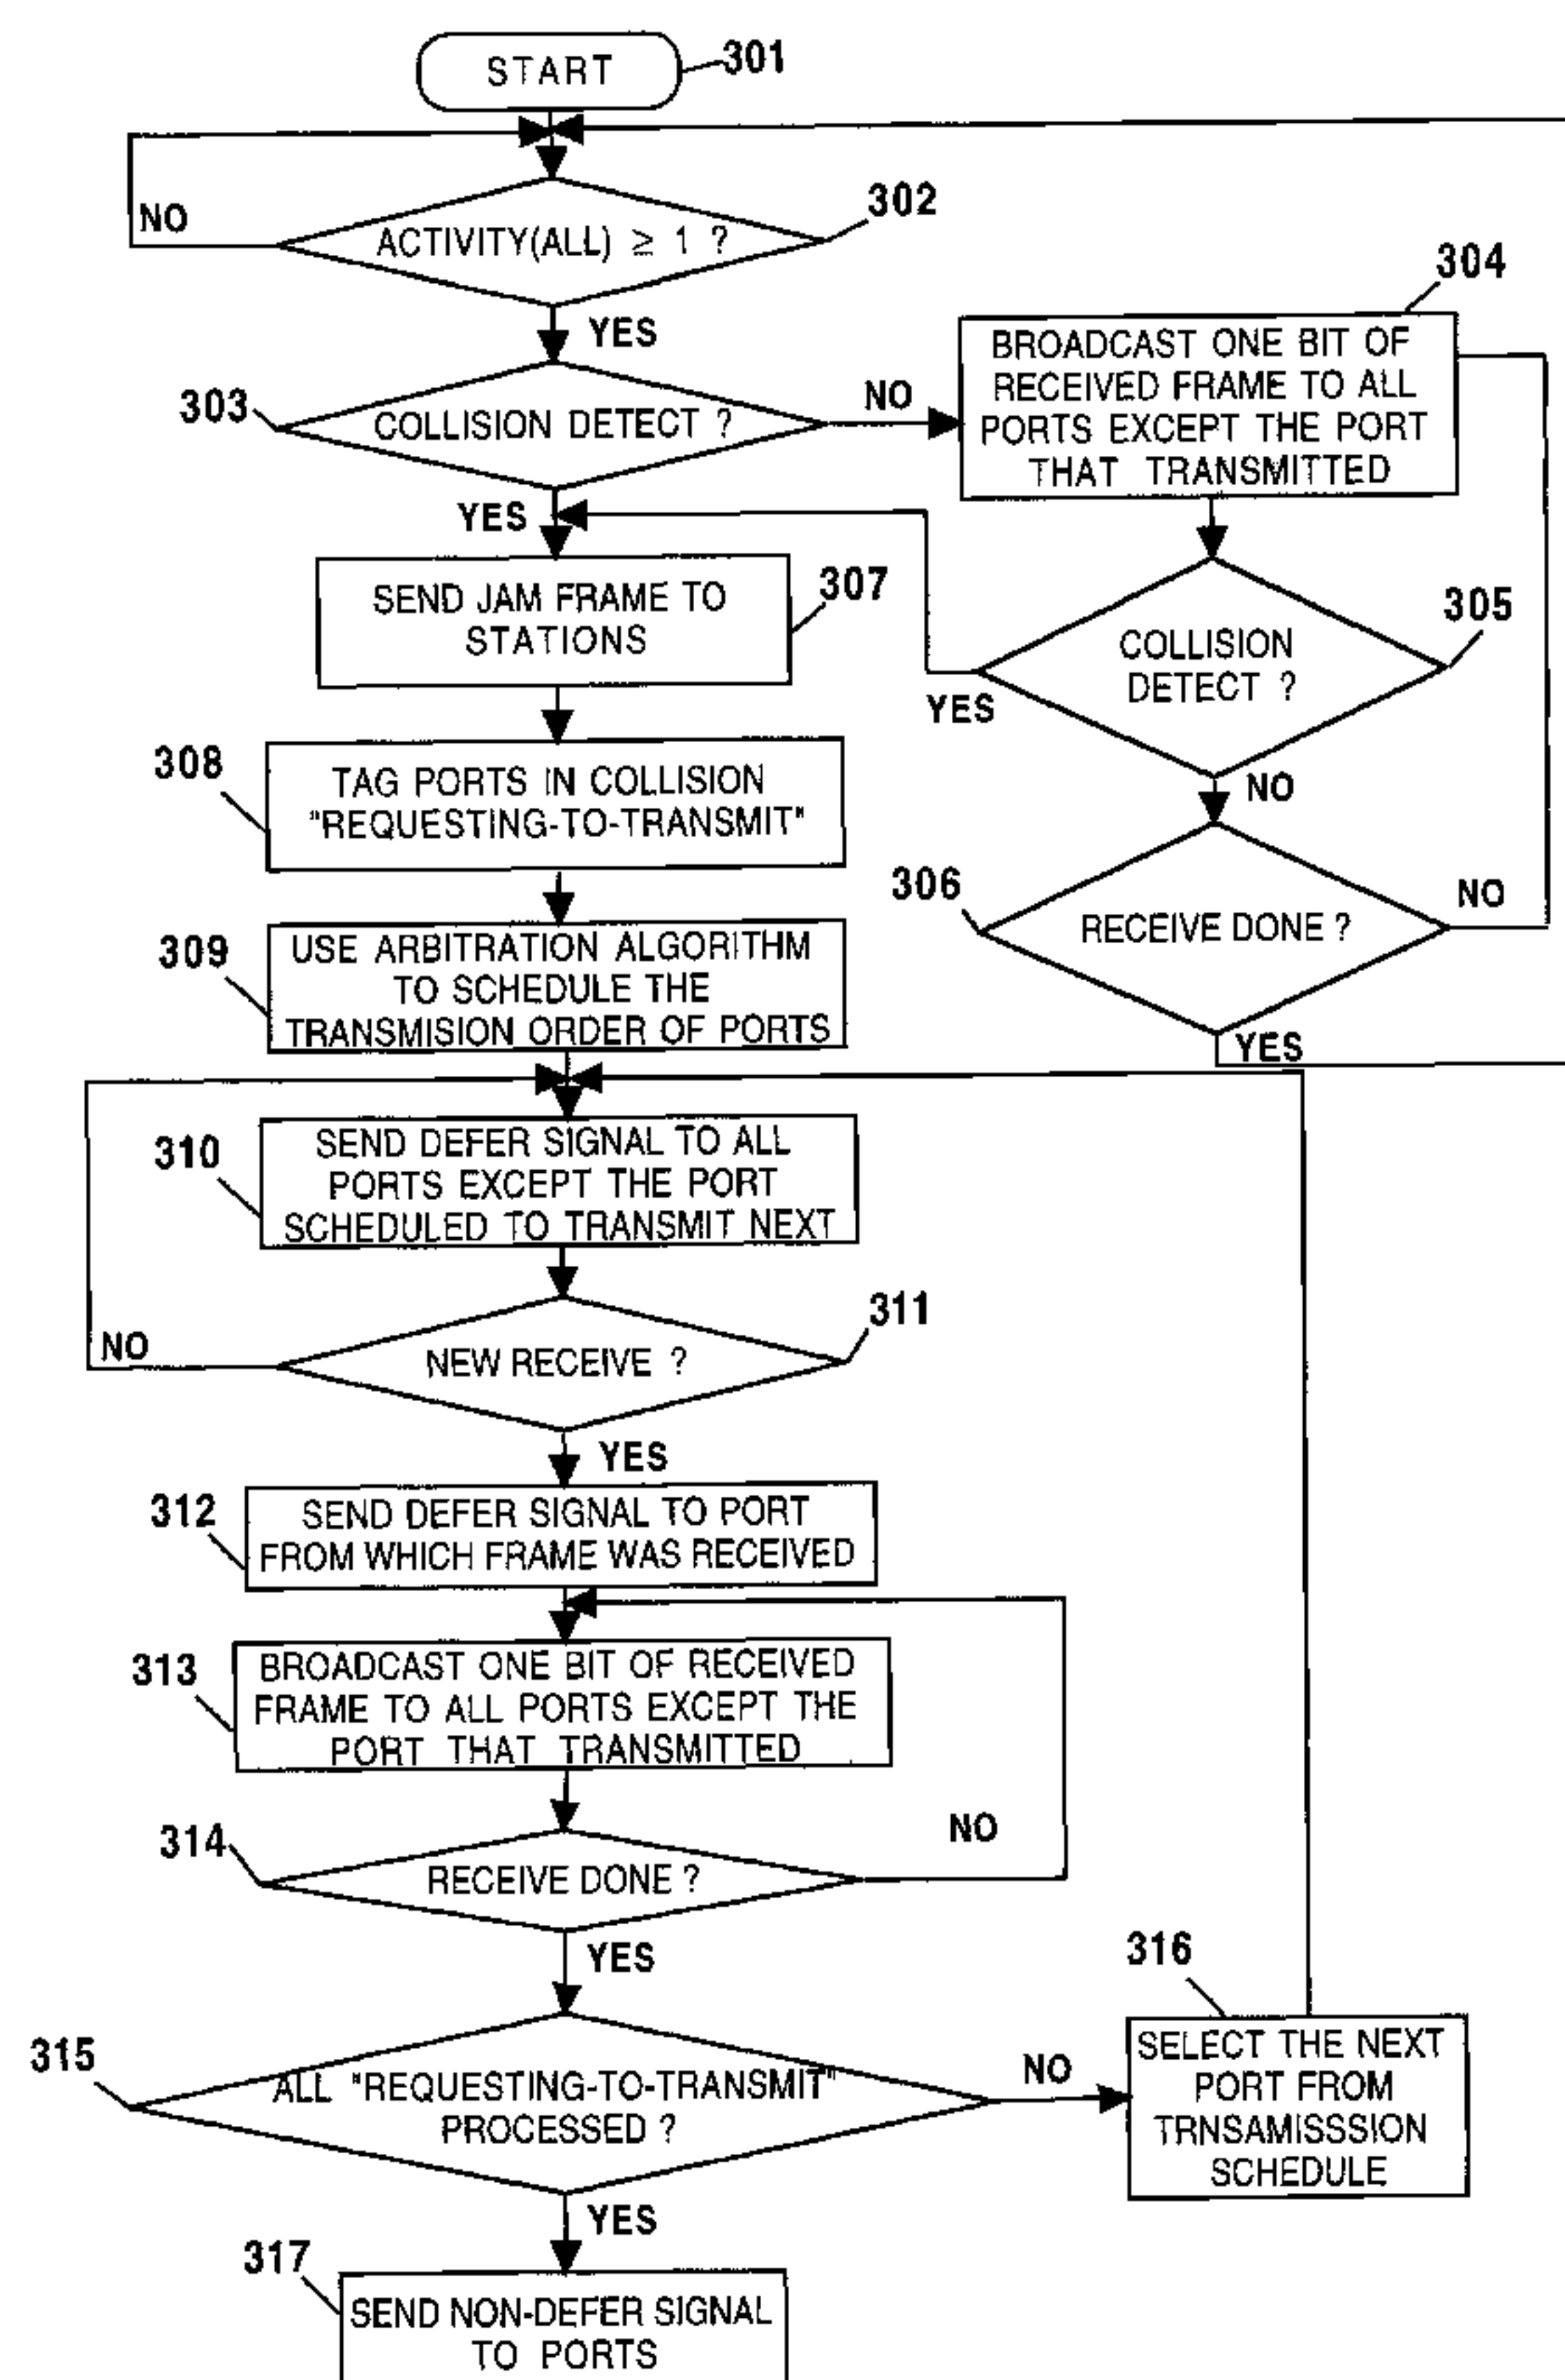 START
301
NO
ACTIVITY(ALL) ≥ 1 ?
302
YES
303
COLLISION DETECT ?
NO
304
BROADCAST ONE BIT OF
RECEIVED FRAME TO ALL
PORTS EXCEPT THE PORT
THAT TRANSMITTED
YES
SEND JAM FRAME TO
STATIONS
307
COLLISION
DETECT ?
305
YES
NO
308
TAG PORTS IN COLLISION
"REQUESTING-TO-TRANSMIT"
306
RECEIVE DONE ?
NO
YES
309
USE ARBITRATION ALGORITHM
TO SCHEDULE THE
TRANSMISION ORDER OF PORTS
310
SEND DEFER SIGNAL TO ALL
PORTS EXCEPT THE PORT
SCHEDULED TO TRANSMIT NEXT
311
NO
NEW RECEIVE ?
YES
312
SEND DEFER SIGNAL TO PORT
FROM WHICH FRAME WAS RECEIVED
313
BROADCAST ONE BIT OF RECEIVED
FRAME TO ALL PORTS EXCEPT THE
PORT THAT TRANSMITTED
314
RECEIVE DONE ?
NO
YES
315
ALL "REQUESTING-TO-TRANSMIT"
PROCESSED ?
NO
316
SELECT THE NEXT
PORT FROM
TRNSAMISSSION
SCHEDULE
YES
317
SEND NON-DEFER SIGNAL
TO PORTS